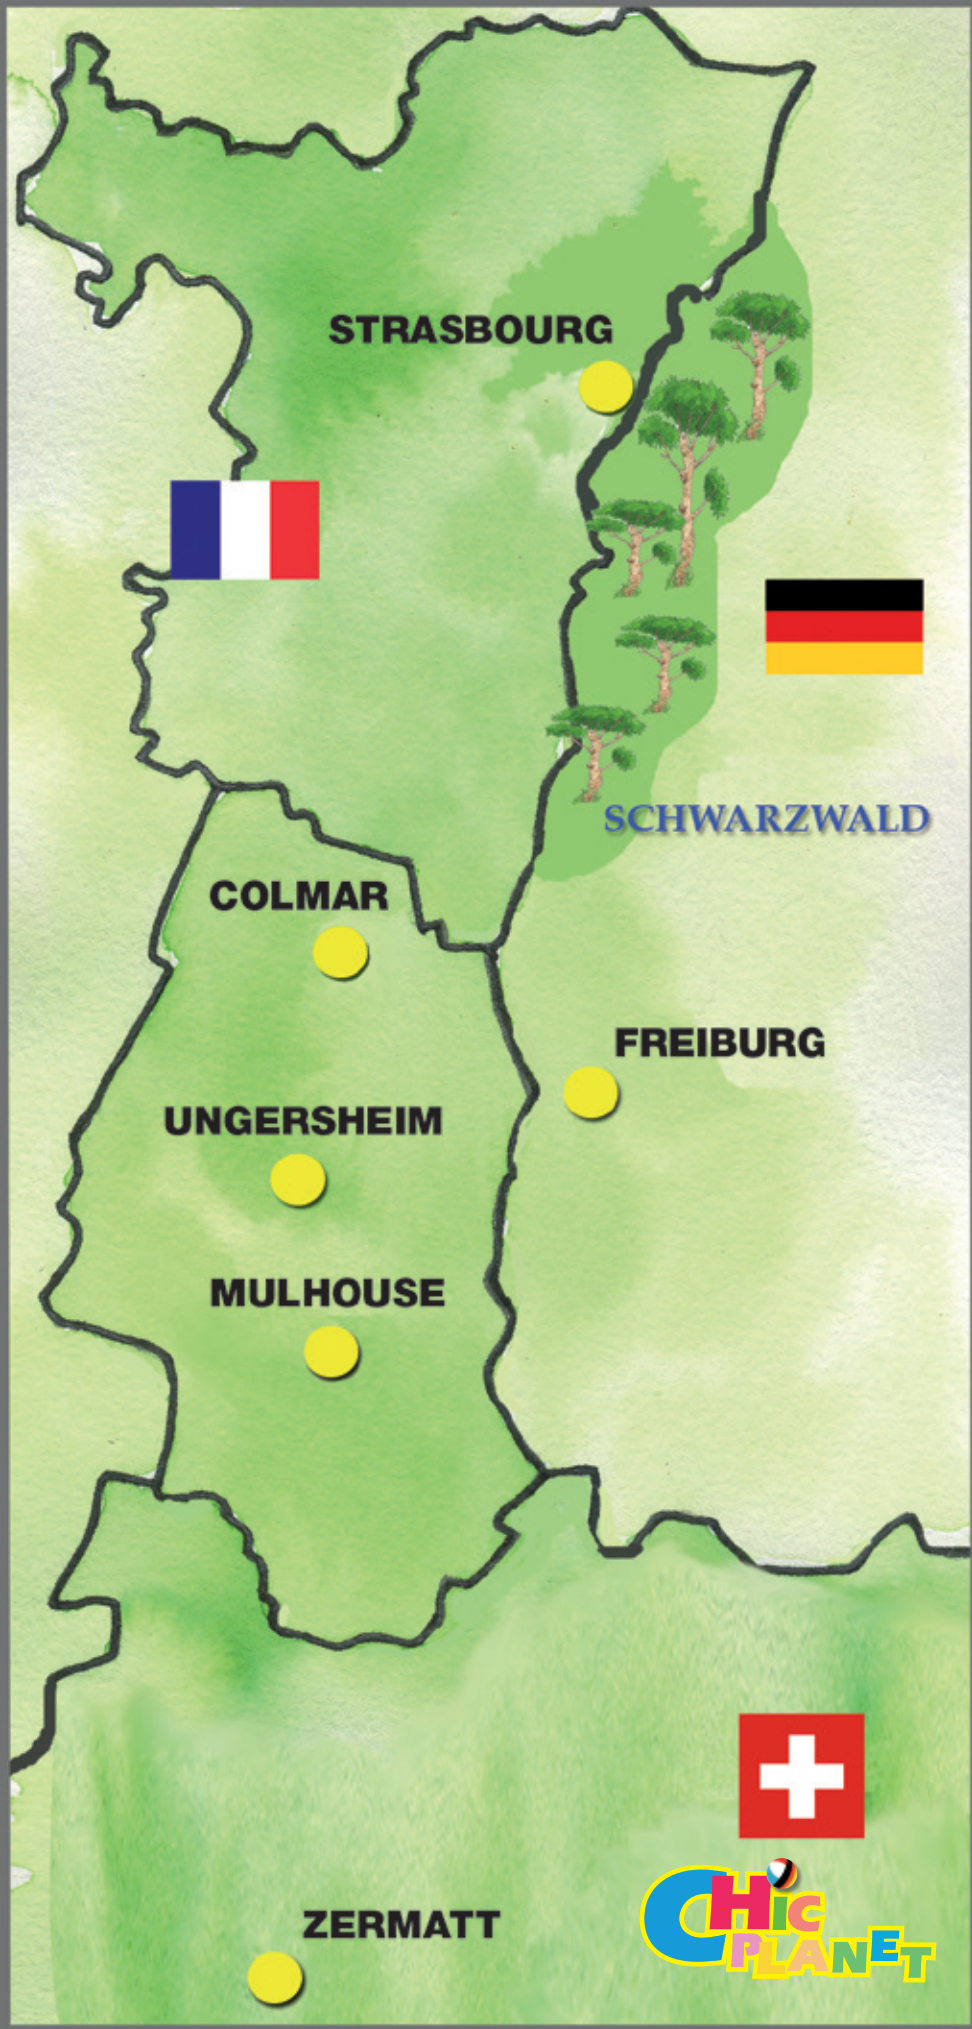 STRASBOURG
SCHWARZWALD
COLMAR
FREIBURG
UNGERSHEIM
MULHOUSE
ZERMATT
CHiC
PLANET